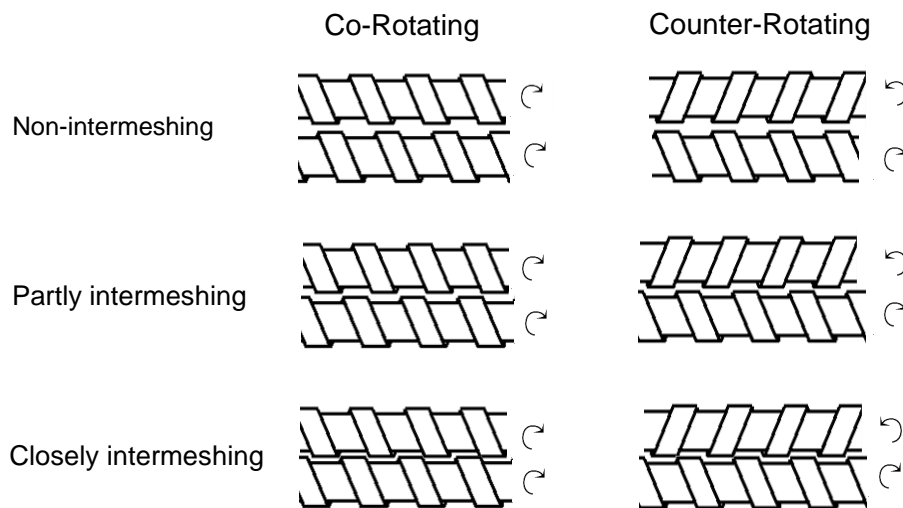 Co-Rotating Counter-Rotating
Non-intermeshing
Partly intermeshing
Closely intermeshing